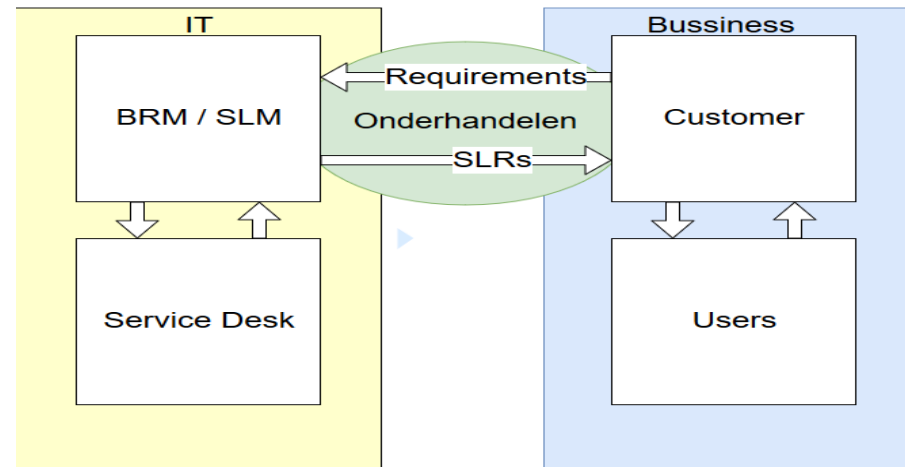 IT
Bussiness
BRM / SLM
Requirements
Onderhandelen
SLRs
Customer
Service Desk
Users